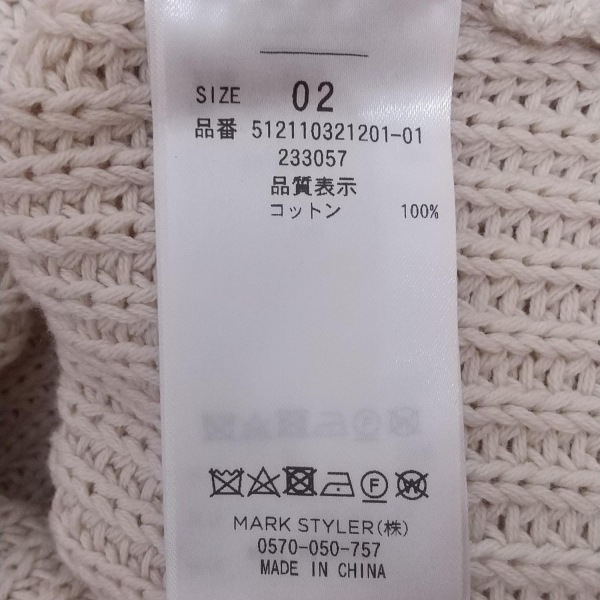 SIZE 02
品番 512110321201-01
233057
品質表示
コットン 100%
F W
MARK STYLER(株)
0570-050-757
MADE IN CHINA